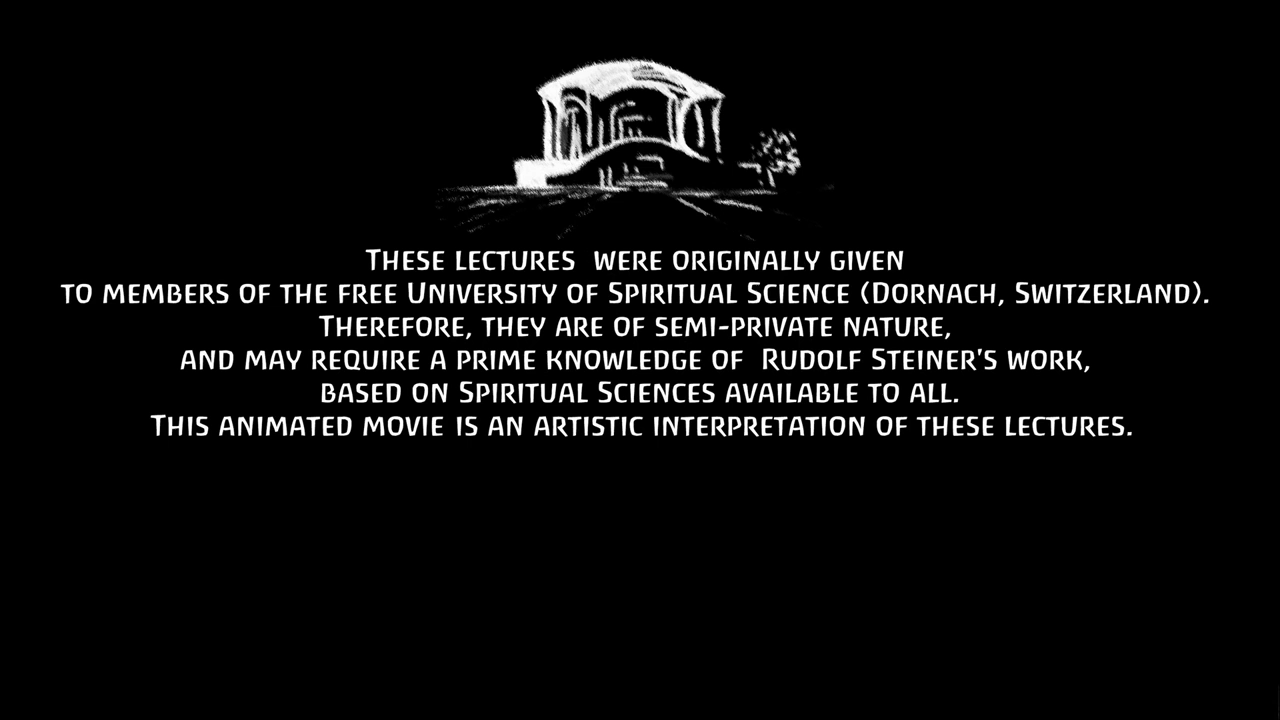 These lectures were originally given
to members of the free University of Spiritual Science (Dornach, Switzerland).
Therefore, they are of semi-private nature,
and may require a prime knowledge of Rudolf Steiner's work,
based on Spiritual Sciences available to all.
This animated movie is an artistic interpretation of these lectures.